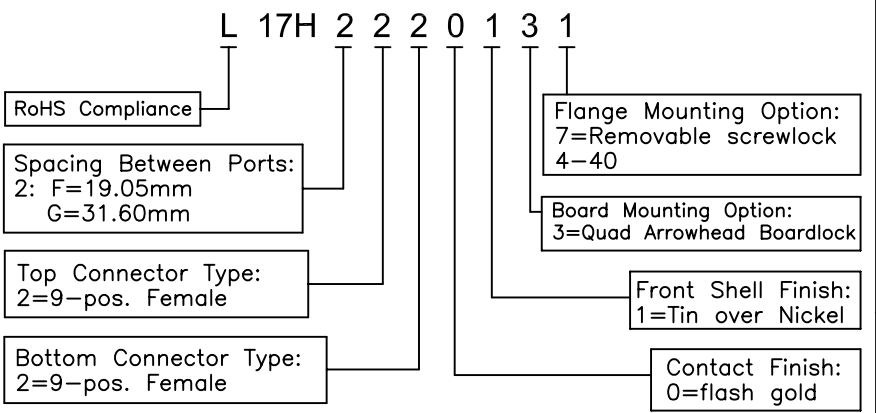 L 17H 2 2 2 0 1 3 1
RoHS Compliance
Spacing Between Ports:
2: F=19.05mm
G=31.60mm
Top Connector Type:
2=9-pos. Female
Bottom Connector Type:
2=9-pos. Female
Flange Mounting Option:
7=Removable screwlock
4-40
Board Mounting Option:
3=Quad Arrowhead Boardlock
Front Shell Finish:
1=Tin over Nickel
Contact Finish:
0=flash gold